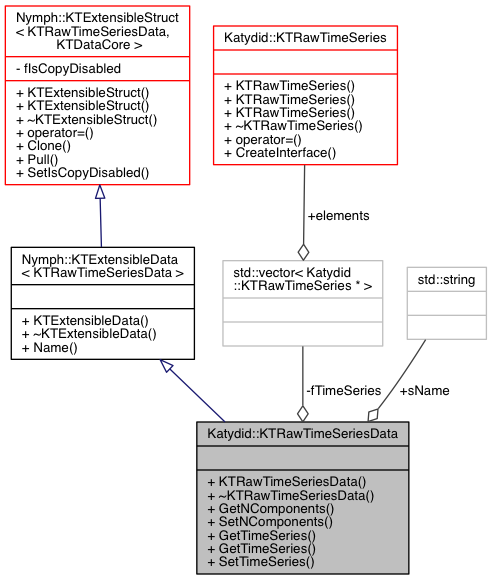 Nymph::KTExtensibleStruct
< KTRawTimeSeriesData,
KTDataCore >
- fIsCopyDisabled
+ KTExtensibleStruct()
+ KTExtensibleStruct()
+ ~KTExtensibleStruct()
+ operator=()
+ Clone()
+ Pull()
+ SetIsCopyDisabled()
Katydid::KTRawTimeSeries
+ KTRawTimeSeries()
+ KTRawTimeSeries()
+ KTRawTimeSeries()
+ ~KTRawTimeSeries()
+ operator=()
+ CreateInterface()
+elements
Nymph::KTExtensibleData
< KTRawTimeSeriesData >
+ KTExtensibleData()
+ ~KTExtensibleData()
+ Name()
std::vector< Katydid
::KTRawTimeSeries * >
std::string
-fTimeSeries
+sName
Katydid::KTRawTimeSeriesData
+ KTRawTimeSeriesData()
+ ~KTRawTimeSeriesData()
+ GetNComponents()
+ SetNComponents()
+ GetTimeSeries()
+ GetTimeSeries()
+ SetTimeSeries()